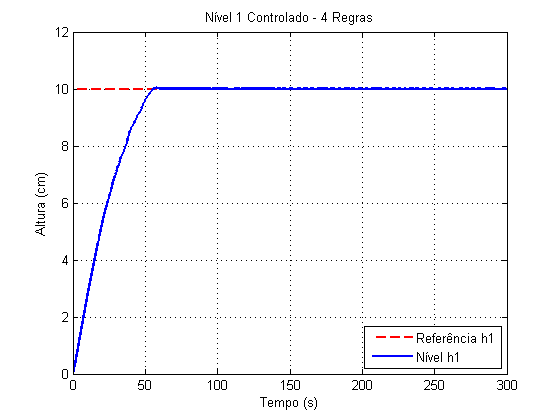 Nível 1 Controlado - 4 Regras
12
10
8
6
4
2
0
Altura (cm)
0 50 100 150 200 250 300
Tempo (s)
Referência h1
Nível h1